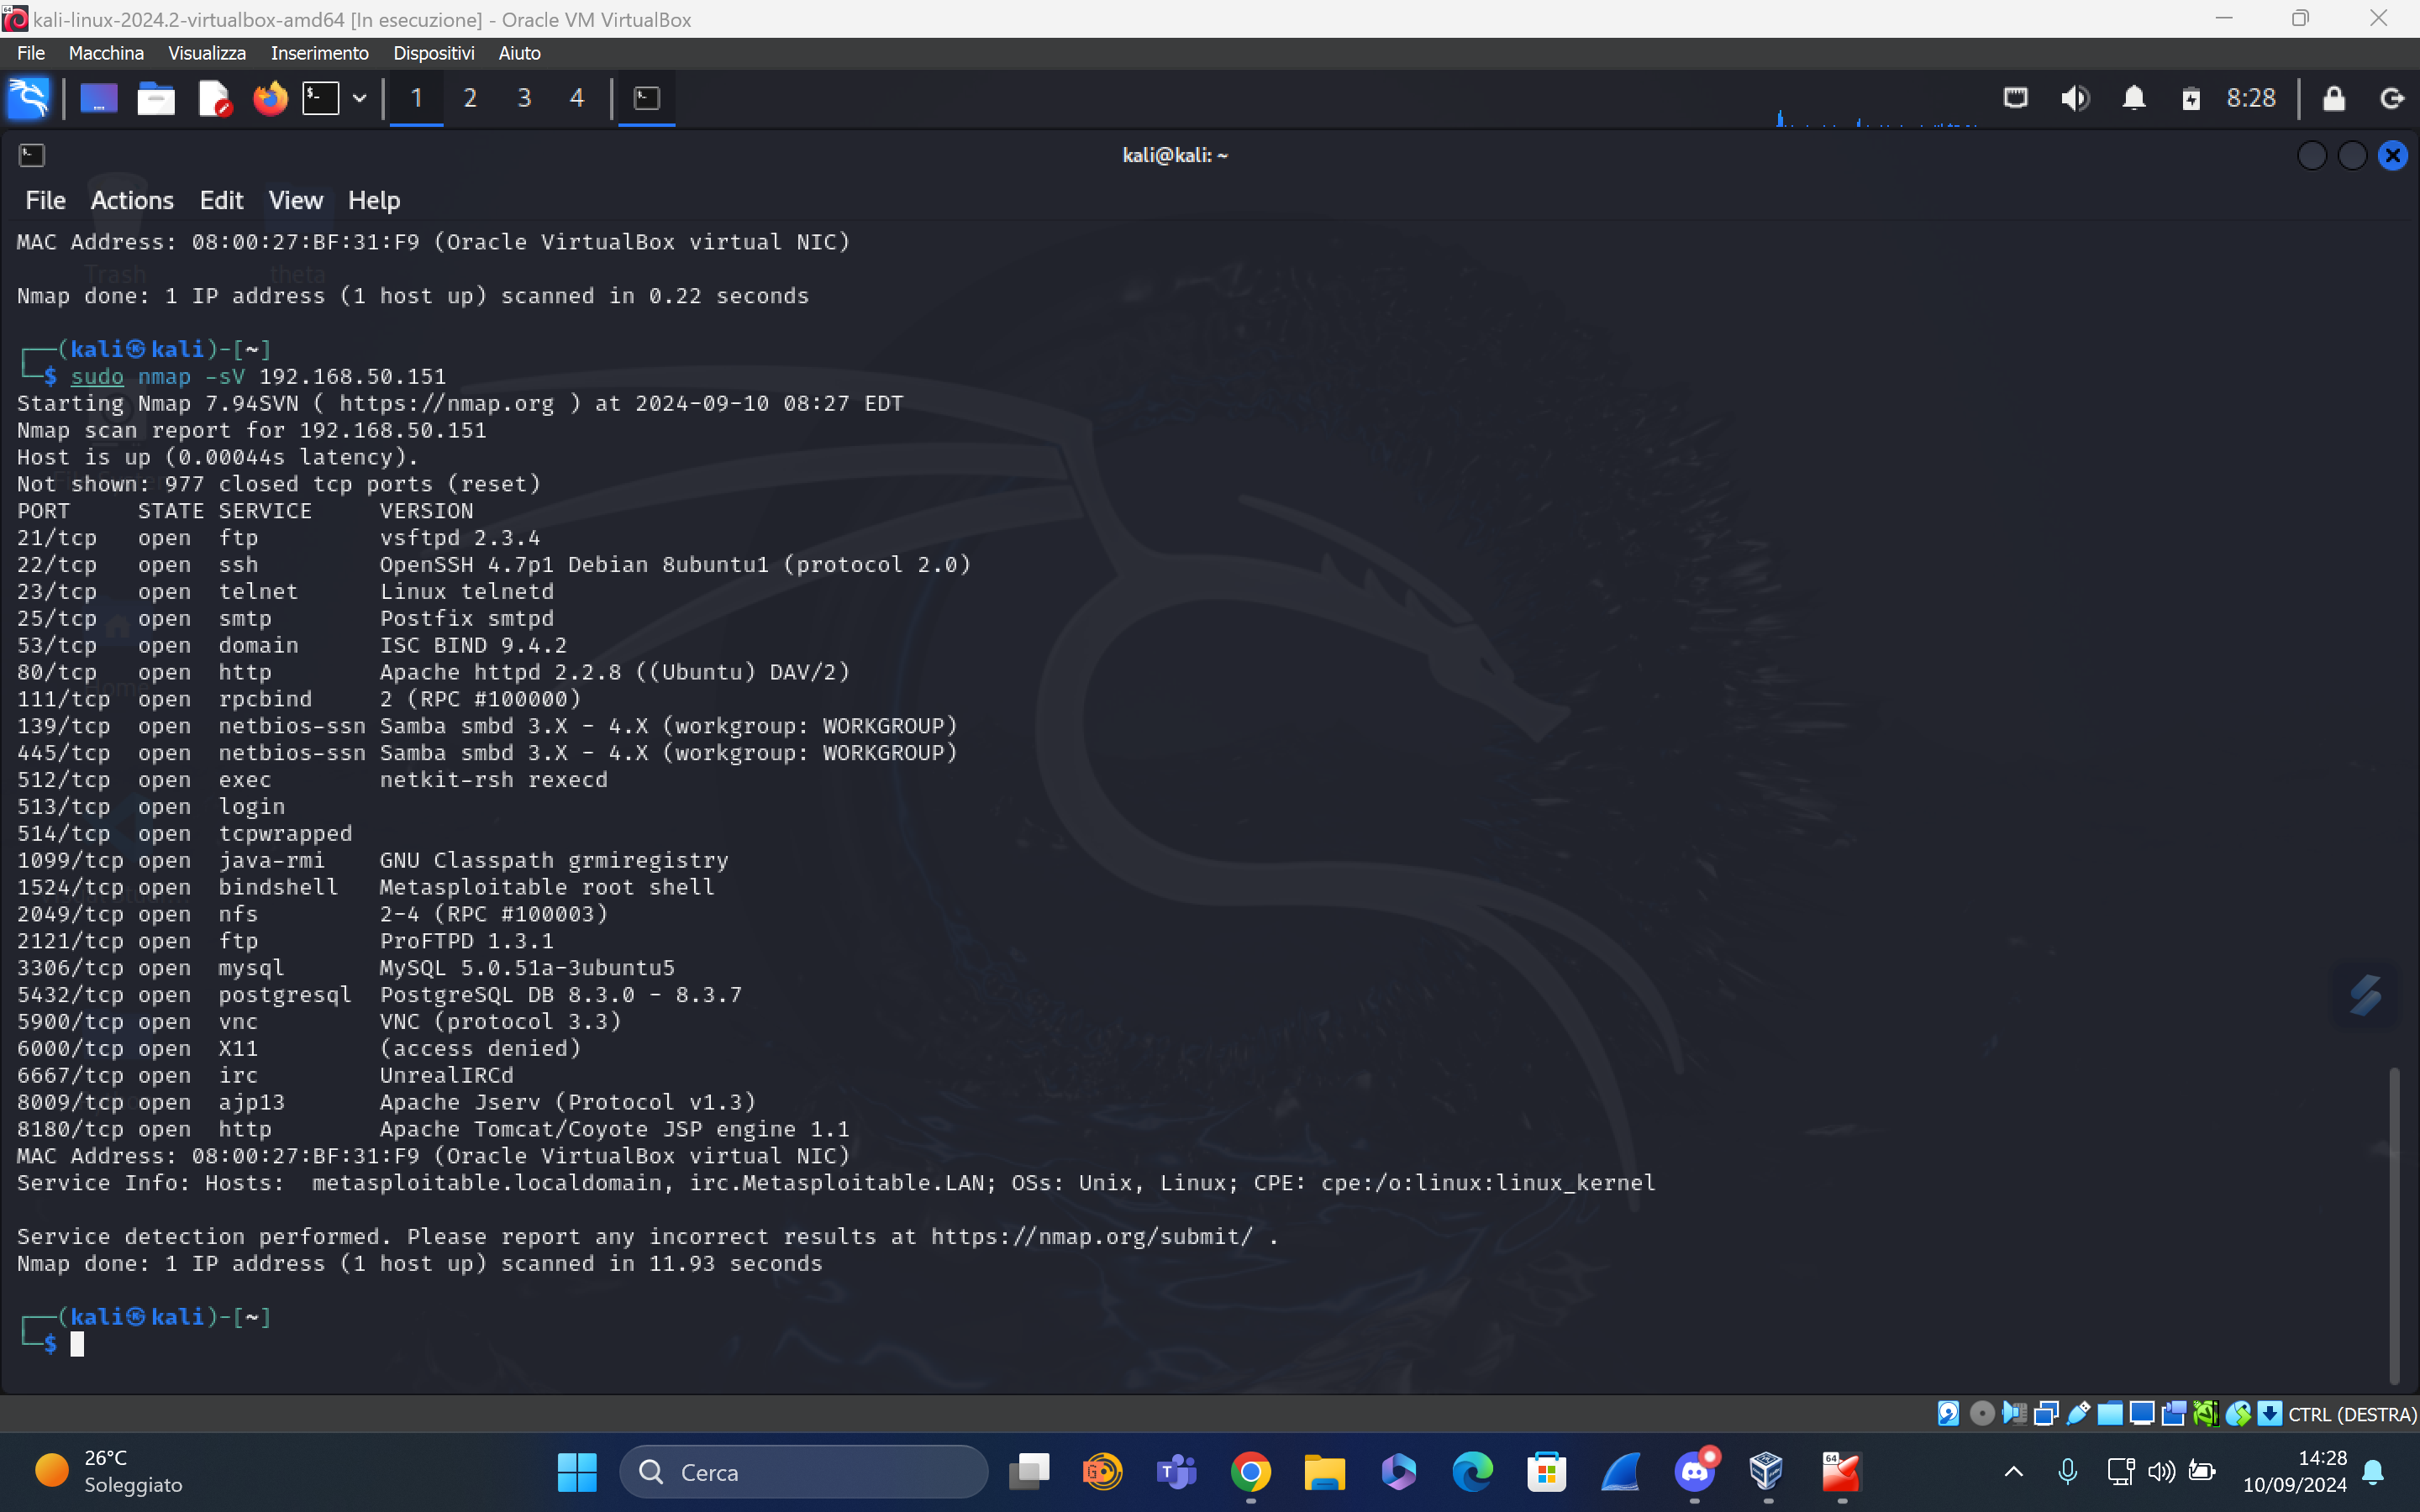 kali-linux-2024.2-virtualbox-amd64 [In esecuzione] - Oracle VM VirtualBox
File Macchina Visualizza Inserimento Dispositivi Aiuto
1 2 3 4 8:28
kali@kali: ~
File Actions Edit View Help
MAC Address: 08:00:27:BF:31:F9 (Oracle VirtualBox virtual NIC)
Trash theta
Nmap done: 1 IP address (1 host up) scanned in 0.22 seconds
┌──(kali㉿kali)-[~]
└─$ sudo nmap -sV 192.168.50.151
Starting Nmap 7.94SVN ( https://nmap.org ) at 2024-09-10 08:27 EDT
Nmap scan report for 192.168.50.151
Host is up (0.00044s latency).
Not shown: 977 closed tcp ports (reset)
PORT     STATE SERVICE     VERSION
21/tcp   open  ftp         vsftpd 2.3.4
22/tcp   open  ssh         OpenSSH 4.7p1 Debian 8ubuntu1 (protocol 2.0)
23/tcp   open  telnet      Linux telnetd
25/tcp   open  smtp        Postfix smtpd
53/tcp   open  domain      ISC BIND 9.4.2
80/tcp   open  http        Apache httpd 2.2.8 ((Ubuntu) DAV/2)
Home
111/tcp  open  rpcbind     2 (RPC #100000)
139/tcp  open  netbios-ssn Samba smbd 3.X - 4.X (workgroup: WORKGROUP)
445/tcp  open  netbios-ssn Samba smbd 3.X - 4.X (workgroup: WORKGROUP)
512/tcp  open  exec        netkit-rsh rexecd
513/tcp  open  login
514/tcp  open  tcpwrapped
1099/tcp open  java-rmi    GNU Classpath grmiregistry
1524/tcp open  bindshell   Metasploitable root shell
2049/tcp open  nfs         2-4 (RPC #100003)
2121/tcp open  ftp         ProFTPD 1.3.1
3306/tcp open  mysql       MySQL 5.0.51a-3ubuntu5
5432/tcp open  postgresql  PostgreSQL DB 8.3.0 - 8.3.7
5900/tcp open  vnc         VNC (protocol 3.3)
6000/tcp open  X11         (access denied)
6667/tcp open  irc         UnrealIRCd
8009/tcp open  ajp13       Apache Jserv (Protocol v1.3)
8180/tcp open  http        Apache Tomcat/Coyote JSP engine 1.1
MAC Address: 08:00:27:BF:31:F9 (Oracle VirtualBox virtual NIC)
Service Info: Hosts:  metasploitable.localdomain, irc.Metasploitable.LAN; OSs: Unix, Linux; CPE: cpe:/o:linux:linux_kernel
Service detection performed. Please report any incorrect results at https://nmap.org/submit/ .
Nmap done: 1 IP address (1 host up) scanned in 11.93 seconds
┌──(kali㉿kali)-[~]
└─$
CTRL (DESTRA)
26°C
Soleggiato
Cerca
14:28
10/09/2024